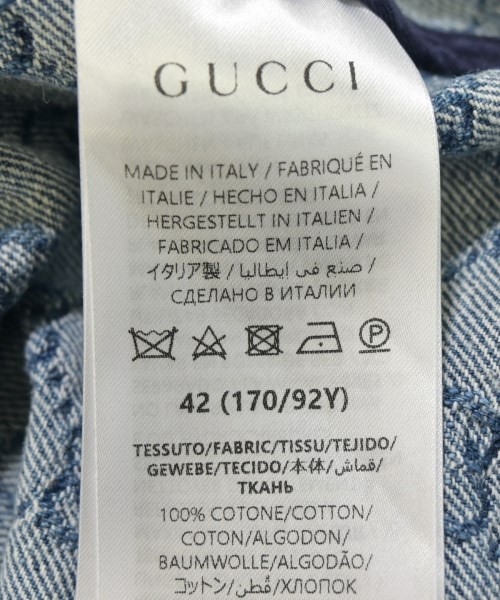 GUCCI
MADE IN ITALY / FABRIQUÉ EN
ITALIE / HECHO EN ITALIA /
HERGESTELLT IN ITALIEN /
FABRICADO EM ITALIA /
イタリア製 / صنع في إيطاليا /
СДЕЛАНО В ИТАЛИИ
P
42 (170/92Y)
TESSUTO/FABRIC/TISSU/TEJIDO/
GEWEBE/TECIDO/本体/قماش/
ТКАНЬ
100% COTONE/COTTON/
COTON/ALGODON/
BAUMWOLLE/ALGODÃO/
コットン/قطن/ХЛОПОК